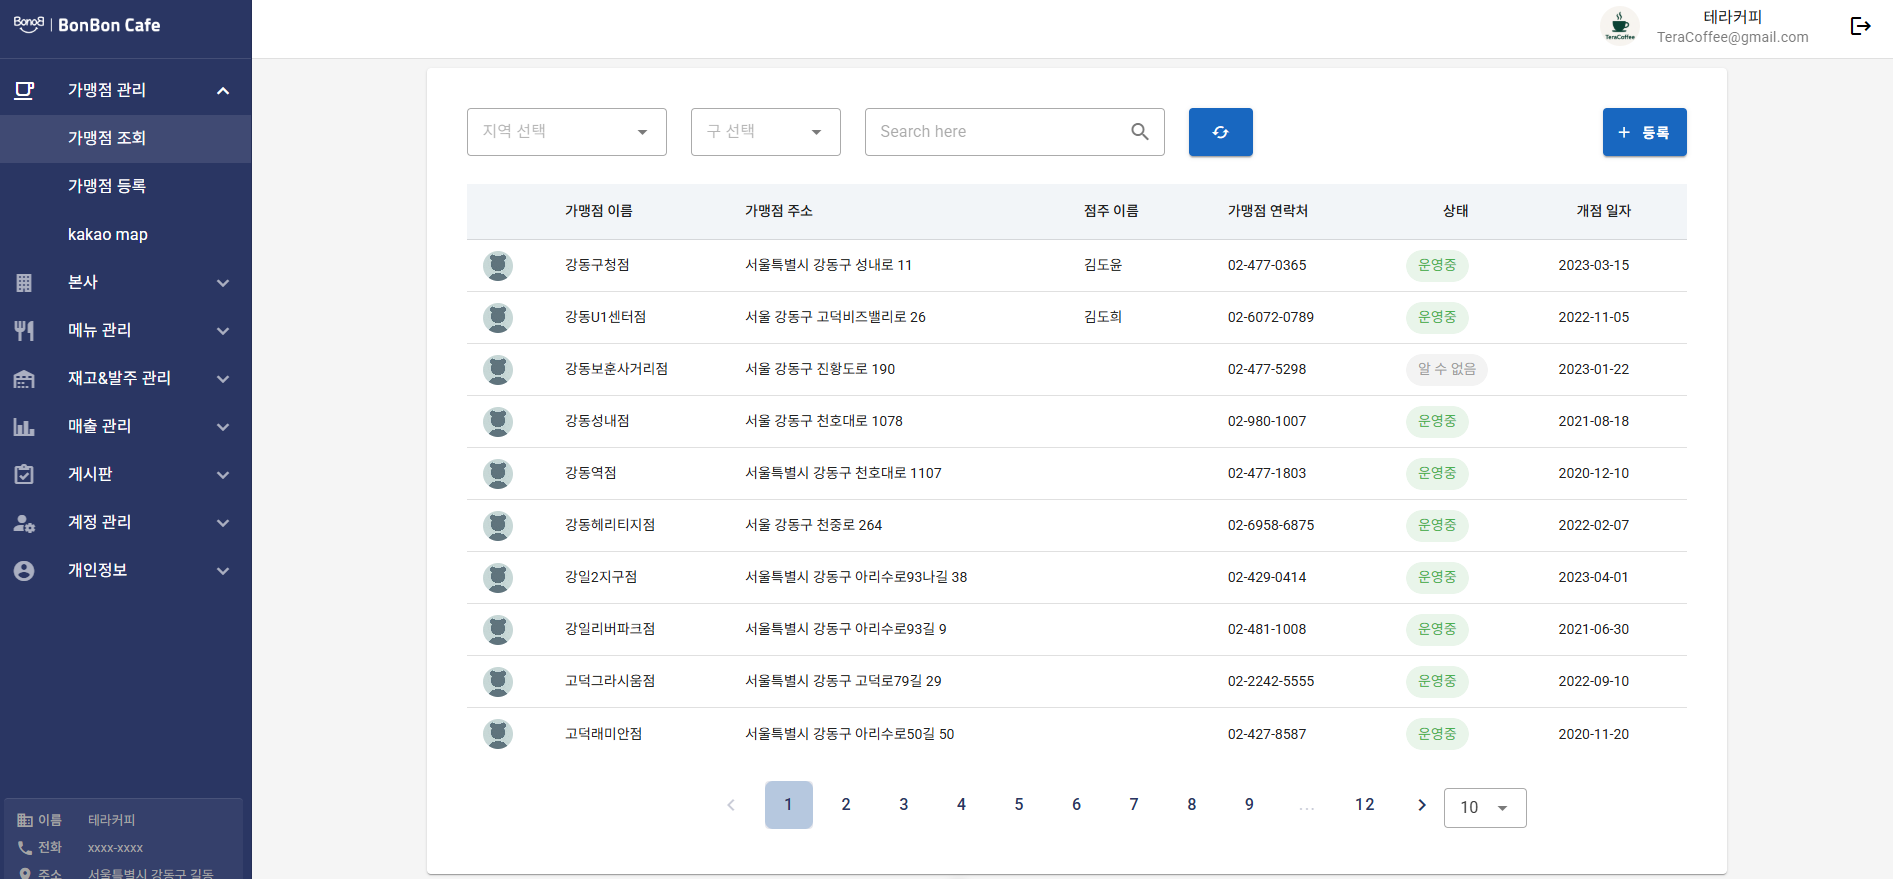 BonoB | BonBon Cafe
테라커피
TeraCoffee@gmail.com
TeraCoffee
가맹점 관리
가맹점 조회
가맹점 등록
kakao map
본사
메뉴 관리
재고&발주 관리
매출 관리
게시판
계정 관리
개인정보
이름 테라커피
전화 xxxx-xxxx
주소 서울특별시 강동구 길동
지역 선택 구 선택 Search here + 등록
가맹점 이름 가맹점 주소 점주 이름 가맹점 연락처 상태 개점 일자
강동구청점 서울특별시 강동구 성내로 11 김도윤 02-477-0365 운영중 2023-03-15
강동U1센터점 서울 강동구 고덕비즈밸리로 26 김도희 02-6072-0789 운영중 2022-11-05
강동보훈사거리점 서울 강동구 진황도로 190 02-477-5298 알 수 없음 2023-01-22
강동성내점 서울 강동구 천호대로 1078 02-980-1007 운영중 2021-08-18
강동역점 서울특별시 강동구 천호대로 1107 02-477-1803 운영중 2020-12-10
강동헤리티지점 서울 강동구 천중로 264 02-6958-6875 운영중 2022-02-07
강일2지구점 서울특별시 강동구 아리수로93나길 38 02-429-0414 운영중 2023-04-01
강일리버파크점 서울특별시 강동구 아리수로93길 9 02-481-1008 운영중 2021-06-30
고덕그라시움점 서울특별시 강동구 고덕로79길 29 02-2242-5555 운영중 2022-09-10
고덕래미안점 서울특별시 강동구 아리수로50길 50 02-427-8587 운영중 2020-11-20
1 2 3 4 5 6 7 8 9 ... 12 10